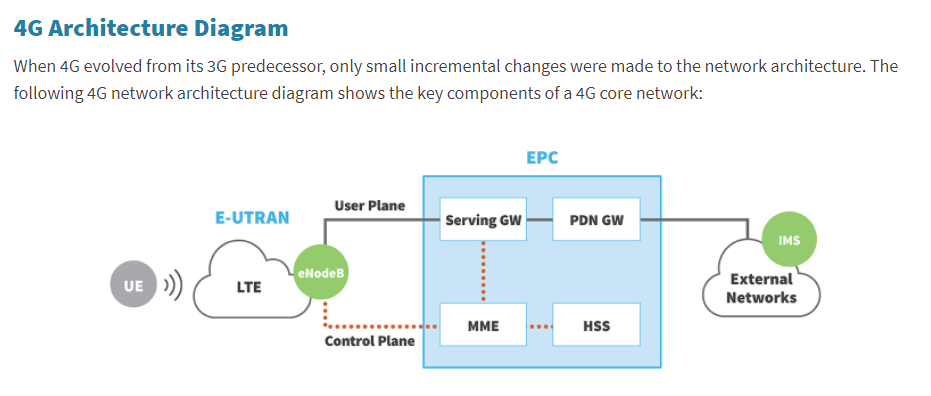 4G Architecture Diagram
When 4G evolved from its 3G predecessor, only small incremental changes were made to the network architecture. The
following 4G network architecture diagram shows the key components of a 4G core network:
EPC
User Plane
E-UTRAN
Serving GW
PDN GW
IMS
eNodeB
UE
LTE
External
Networks
MME
HSS
Control Plane